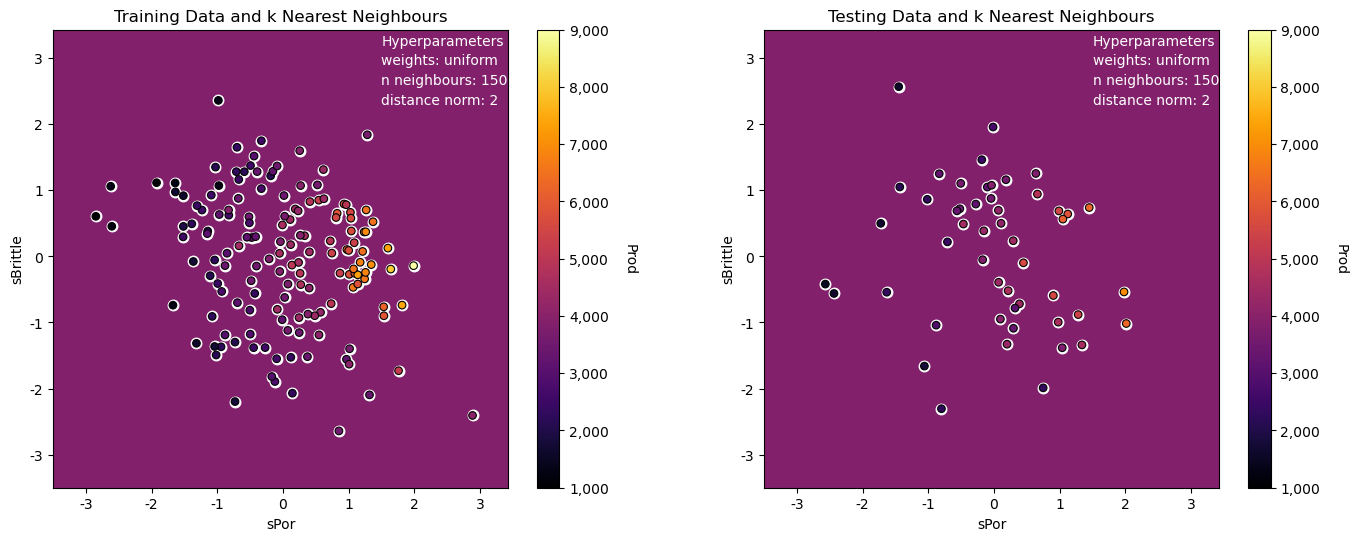 Training Data and k Nearest Neighbours
Hyperparameters
weights: uniform
n neighbours: 150
distance norm: 2
3
2
1
0
-1
-2
-3
sBrittle
-3
-2
-1
0
1
2
3
sPor
9,000
8,000
7,000
6,000
5,000
4,000
3,000
2,000
1,000
Prod
Testing Data and k Nearest Neighbours
Hyperparameters
weights: uniform
n neighbours: 150
distance norm: 2
3
2
1
0
-1
-2
-3
sBrittle
-3
-2
-1
0
1
2
3
sPor
9,000
8,000
7,000
6,000
5,000
4,000
3,000
2,000
1,000
Prod